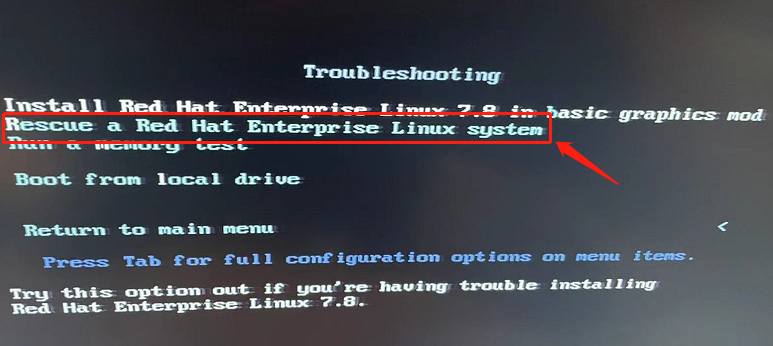 Troubleshooting
Install Red Hat Enterprise Linux 7.8 in basic graphics mod
Rescue a Red Hat Enterprise Linux system
Run a memory test
Boot from local drive
Return to main menu <
Press Tab for full configuration options on menu items.
Try this option out if you're having trouble installing
Red Hat Enterprise Linux 7.8.